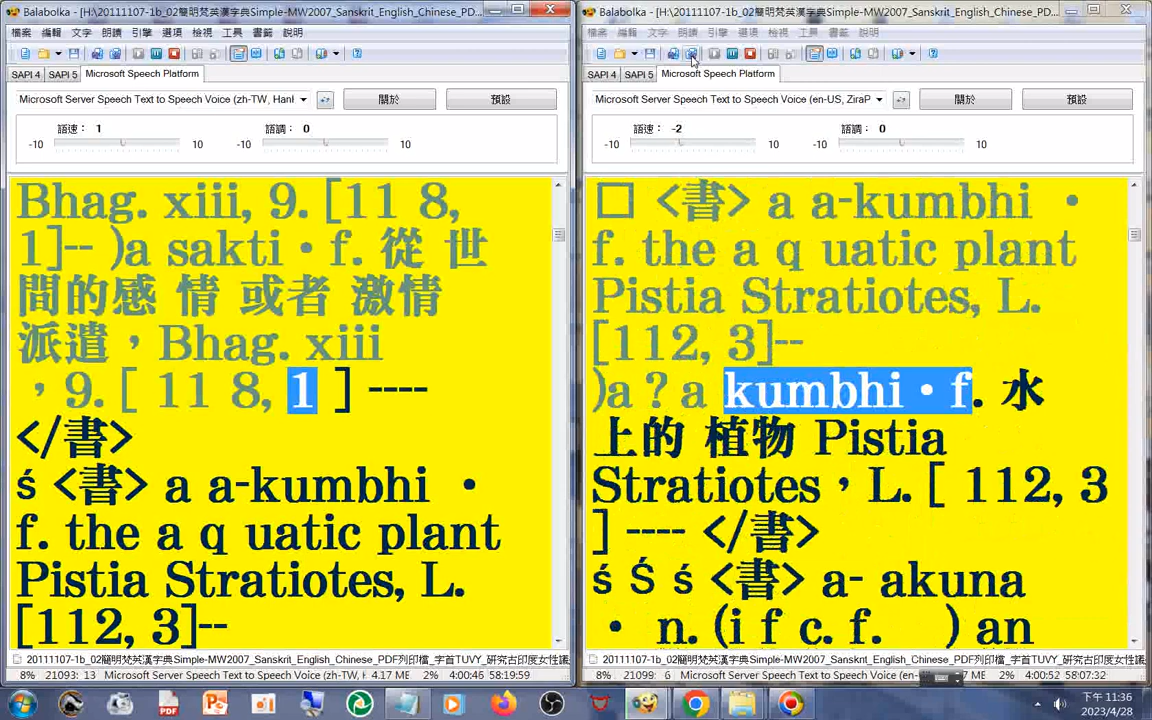 Balabolka - [H:\20111107-1b_02簡明梵英漢字典Simple-MW2007_Sanskrit_English_Chinese_PD...
檔案 編輯 文字 朗讀 引擎 選項 檢視 工具 書籤 說明
SAPI 4 SAPI 5 Microsoft Speech Platform
Microsoft Server Speech Text to Speech Voice (zh-TW, HanH
關於
預設
語速： 1
語調： 0
-10 10 -10 10
Bhag. xiii, 9. [11 8,
1]-- )a sakti • f. 從 世
間的感 情 或者 激情
派遣，Bhag. xiii
，9. [ 11 8, 1 ] ----
</書>
ś <書> a a-kumbhi •
f. the a q uatic plant
Pistia Stratiotes, L.
[112, 3]--
20111107-1b_02簡明梵英漢字典Simple-MW2007_Sanskrit_English_Chinese_PDF列印檔_字首TUVY_研究古印度女性議
8% 21093: 13 Microsoft Server Speech Text to Speech Voice (zh-TW, H 4.17 ME 2% 4:00:46 58:19:59
Balabolka - [H:\20111107-1b_02簡明梵英漢字典Simple-MW2007_Sanskrit_English_Chinese_PD...
檔案 編輯 文字 朗讀 引擎 選項 檢視 工具 書籤 說明
SAPI 4 SAPI 5 Microsoft Speech Platform
Microsoft Server Speech Text to Speech Voice (en-US, ZiraP
關於
預設
語速： -2
語調： 0
-10 10 -10 10
□ <書> a a-kumbhi •
f. the a q uatic plant
Pistia Stratiotes, L.
[112, 3]--
)a ? a kumbhi • f. 水
上的 植物 Pistia
Stratiotes，L. [ 112, 3
] ---- </書>
ś Ś ś <書> a- akuna
• n. (i f c. f. ) an
20111107-1b_02簡明梵英漢字典Simple-MW2007_Sanskrit_English_Chinese_PDF列印檔_字首TUVY_研究古印度女性議
8% 21099: 6 Microsoft Server Speech Text to Speech Voice (en-U ME 2% 4:00:52 58:07:32
下午 11:36
2023/4/28